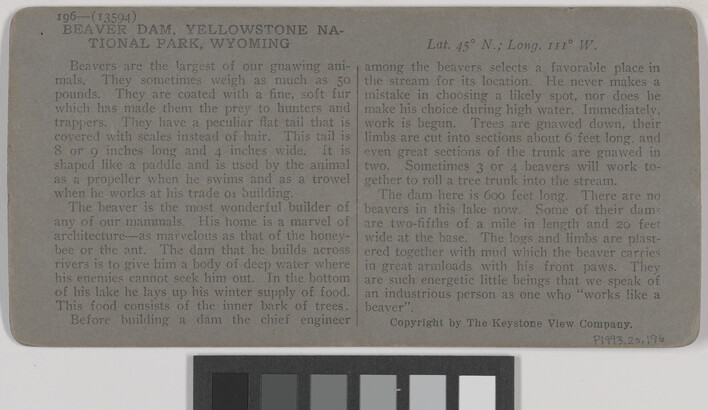 196—(13594)
BEAVER DAM, YELLOWSTONE NA-
TIONAL PARK, WYOMING
Beavers are the largest of our gnawing ani-
mals. They sometimes weigh as much as 50
pounds. They are coated with a fine, soft fur
which has made them the prey to hunters and
trappers. They have a peculiar flat tail that is
covered with scales instead of hair. This tail is
8 or 9 inches long and 4 inches wide. It is
shaped like a paddle and is used by the animal
as a propeller when he swims and as a trowel
when he works at his trade of building.
The beaver is the most wonderful builder of
any of our mammals. His home is a marvel of
architecture—as marvelous as that of the honey-
bee or the ant. The dam that he builds across
rivers is to give him a body of deep water where
his enemies cannot seek him out. In the bottom
of his lake he lays up his winter supply of food.
This food consists of the inner bark of trees.
Before building a dam the chief engineer
Lat. 45° N.; Long. 111° W.
among the beavers selects a favorable place in
the stream for its location. He never makes a
mistake in choosing a likely spot, nor does he
make his choice during high water. Immediately,
work is begun. Trees are gnawed down, their
limbs are cut into sections about 6 feet long, and
even great sections of the trunk are gnawed in
two. Sometimes 3 or 4 beavers will work to-
gether to roll a tree trunk into the stream.
The dam here is 600 feet long. There are no
beavers in this lake now. Some of their dams
are two-fifths of a mile in length and 20 feet
wide at the base. The logs and limbs are plast-
ered together with mud which the beaver carries
in great armloads with his front paws. They
are such energetic little beings that we speak of
an industrious person as one who "works like a
beaver".
Copyright by The Keystone View Company.
P1993.20.196